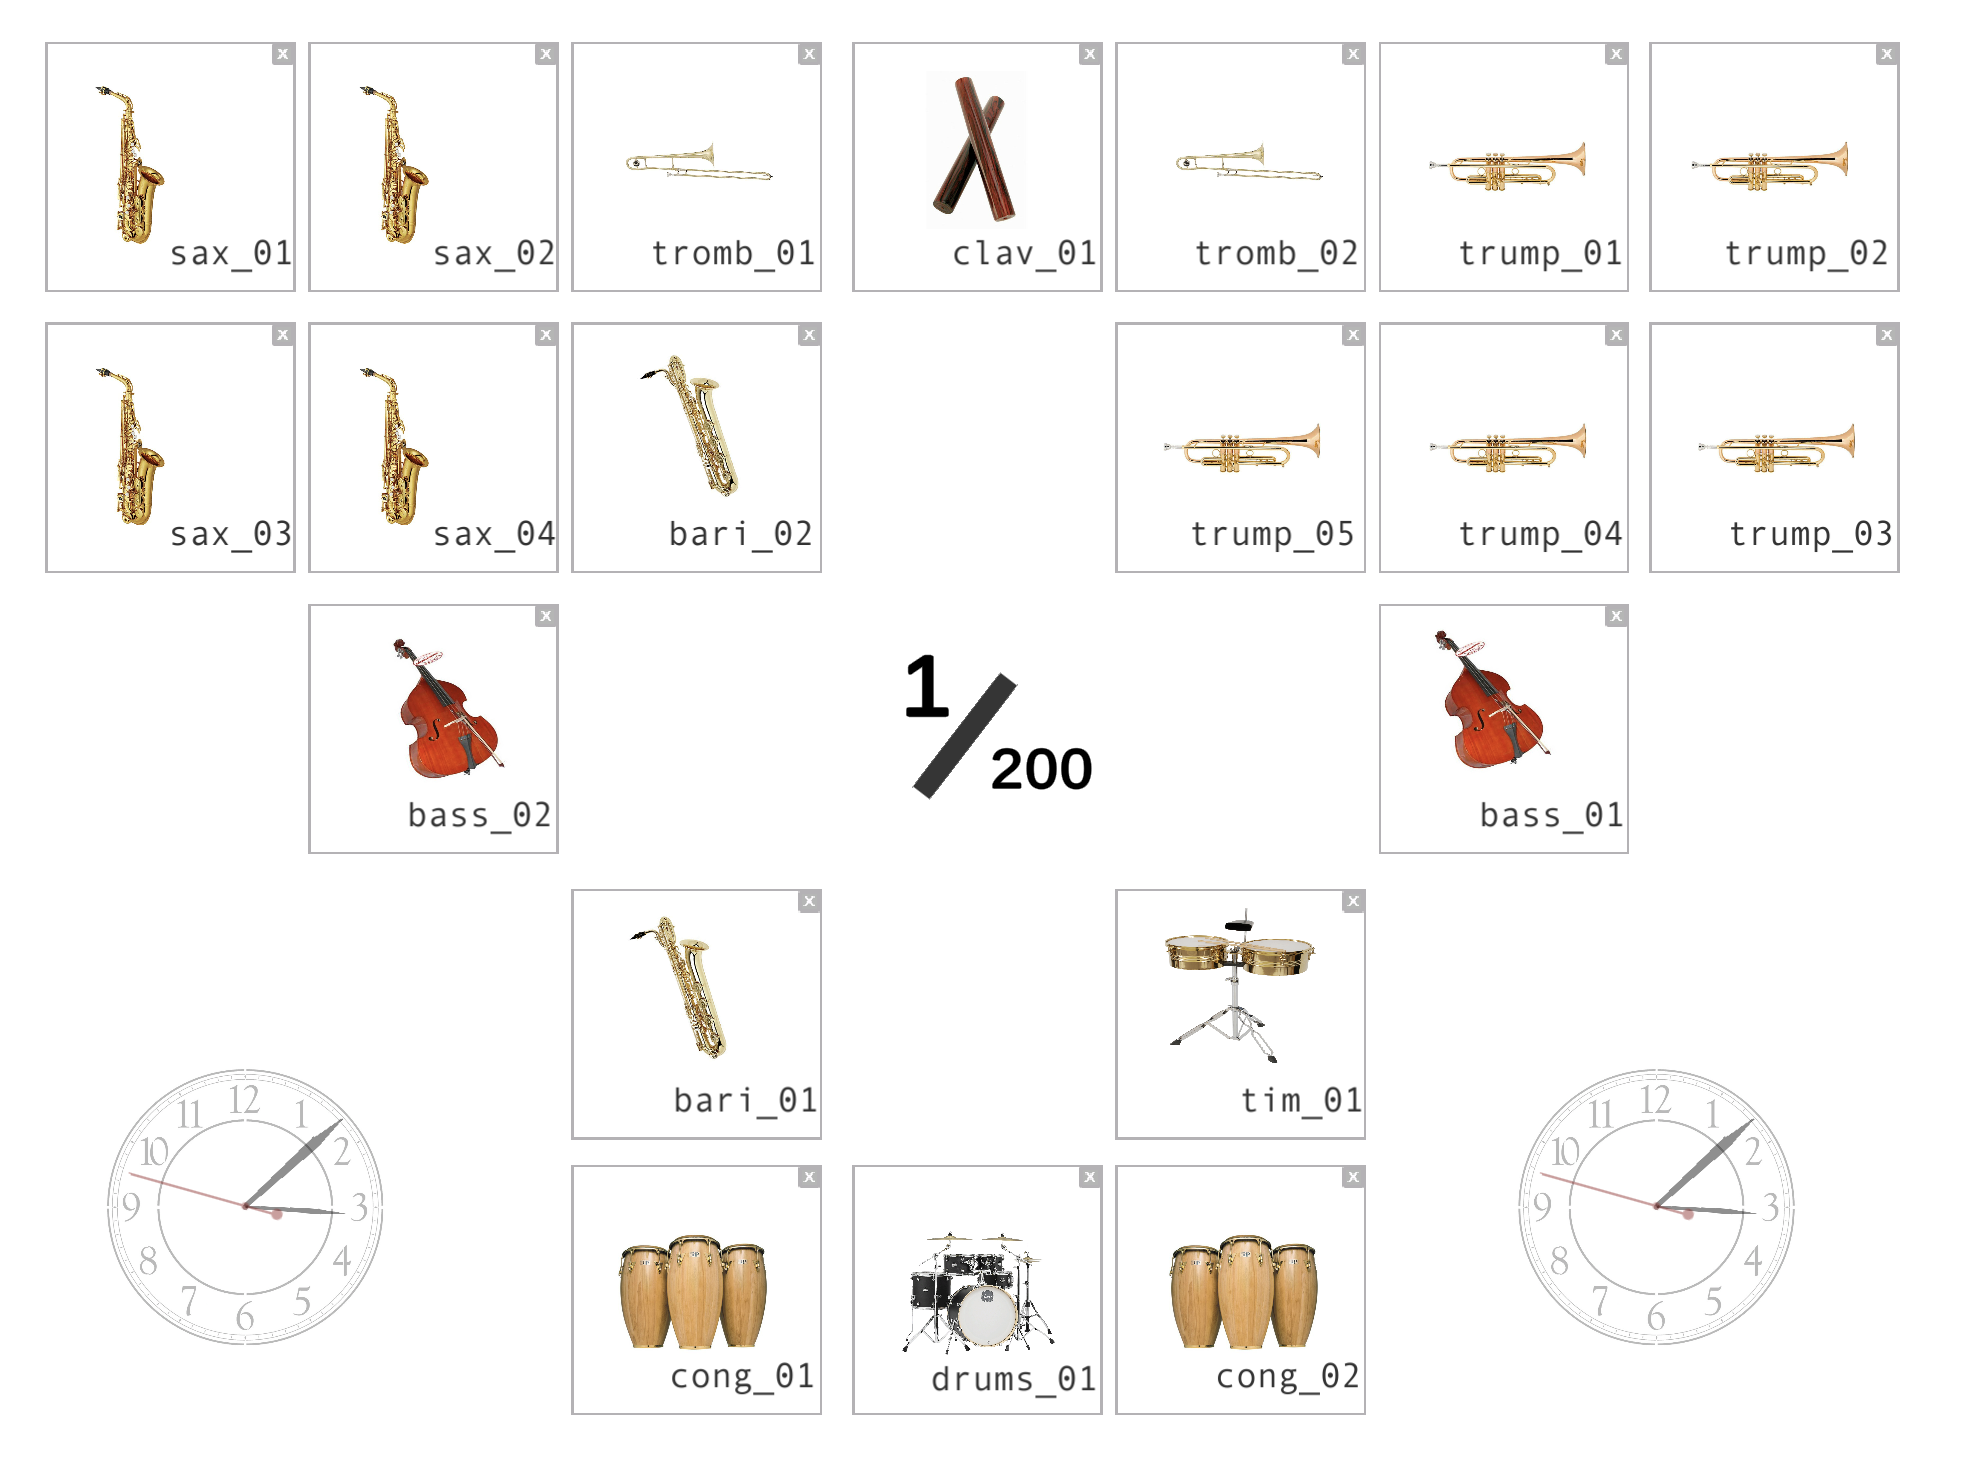 x x x x x x x
sax_01 sax_02 tromb_01 clav_01 tromb_02 trump_01 trump_02
x x x x x x
sax_03 sax_04 bari_02 trump_05 trump_04 trump_03
x x
1/200
bass_02 bass_01
x x
bari_01 tim_01
12 1 2 3 4 5 6 7 8 9 10 11
12 1 2 3 4 5 6 7 8 9 10 11
x x x
cong_01 drums_01 cong_02